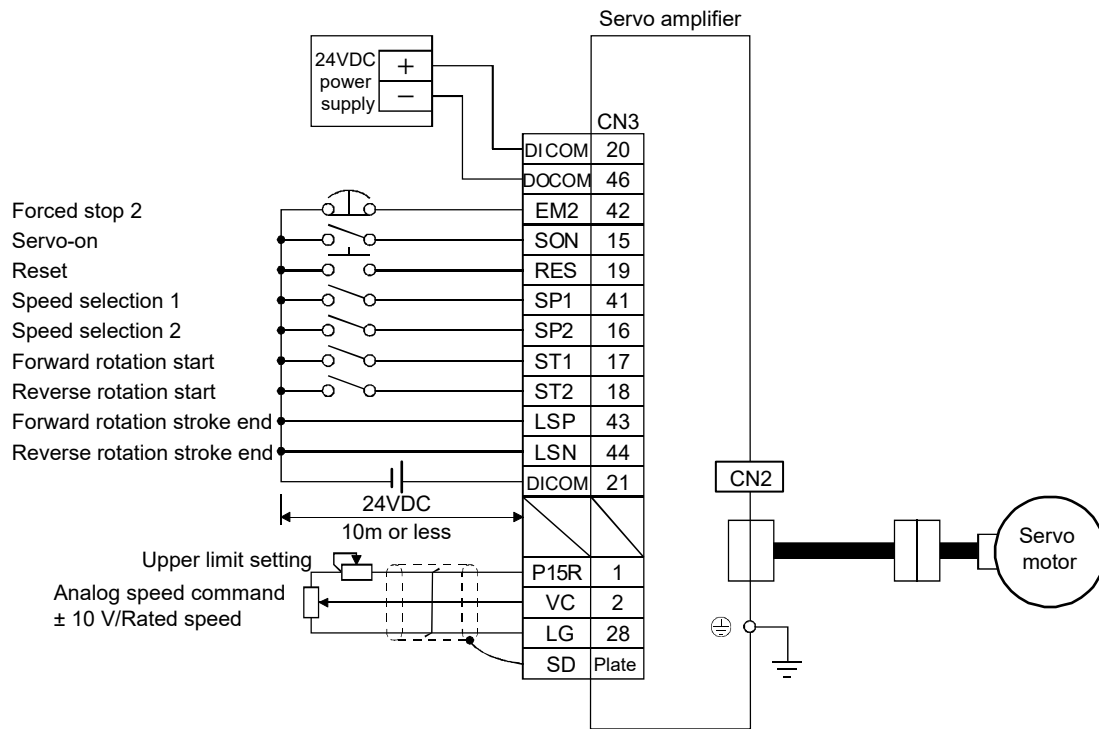 Servo amplifier
24VDC
power
supply
+
−
CN3
DICOM 20
DOCOM 46
Forced stop 2 EM2 42
Servo-on SON 15
Reset RES 19
Speed selection 1 SP1 41
Speed selection 2 SP2 16
Forward rotation start ST1 17
Reverse rotation start ST2 18
Forward rotation stroke end LSP 43
Reverse rotation stroke end LSN 44
DICOM 21
24VDC
10m or less
CN2
Servo
motor
Upper limit setting P15R 1
Analog speed command
± 10 V/Rated speed
VC 2
LG 28
SD Plate